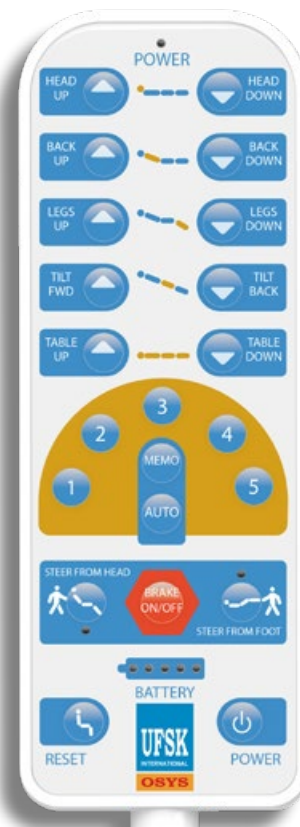 POWER
HEAD UP
HEAD DOWN
BACK UP
BACK DOWN
LEGS UP
LEGS DOWN
TILT FWD
TILT BACK
TABLE UP
TABLE DOWN
3
2
4
1
5
MEMO
AUTO
STEER FROM HEAD
BRAKE
ON/OFF
STEER FROM FOOT
BATTERY
RESET
UFSK
INTERNATIONAL
OSYS
POWER